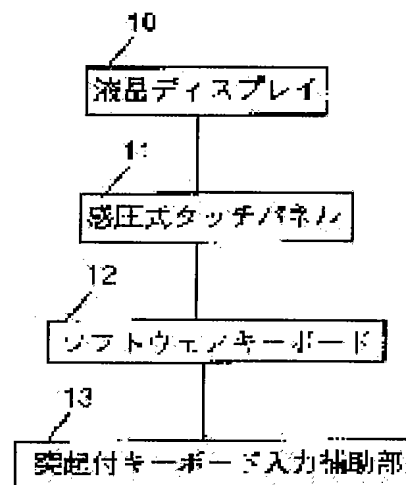 10
液晶ディスプレイ
11
感圧式タッチパネル
12
ソフトウェアキーボード
13
突起付キーボード入力補助部